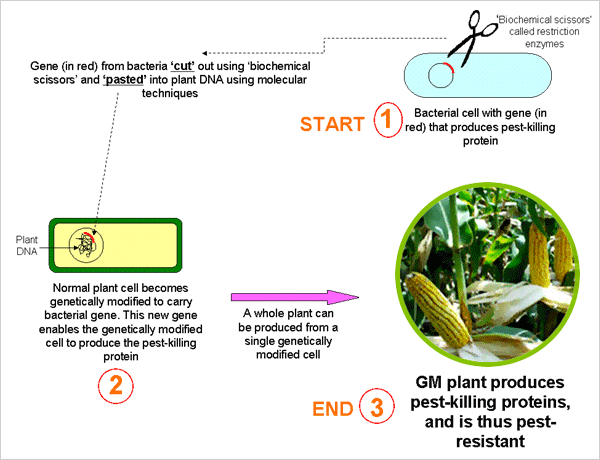 'Biochemical scissors'
called restriction
enzymes
Gene (in red) from bacteria 'cut' out using 'biochemical
scissors' and 'pasted' into plant DNA using molecular
techniques
START 1
Bacterial cell with gene (in
red) that produces pest-killing
protein
Plant
DNA
Normal plant cell becomes
genetically modified to carry
bacterial gene. This new gene
enables the genetically modified
cell to produce the pest-killing
protein
2
A whole plant can
be produced from a
single genetically
modified cell
END 3
GM plant produces
pest-killing proteins,
and is thus pest-
resistant